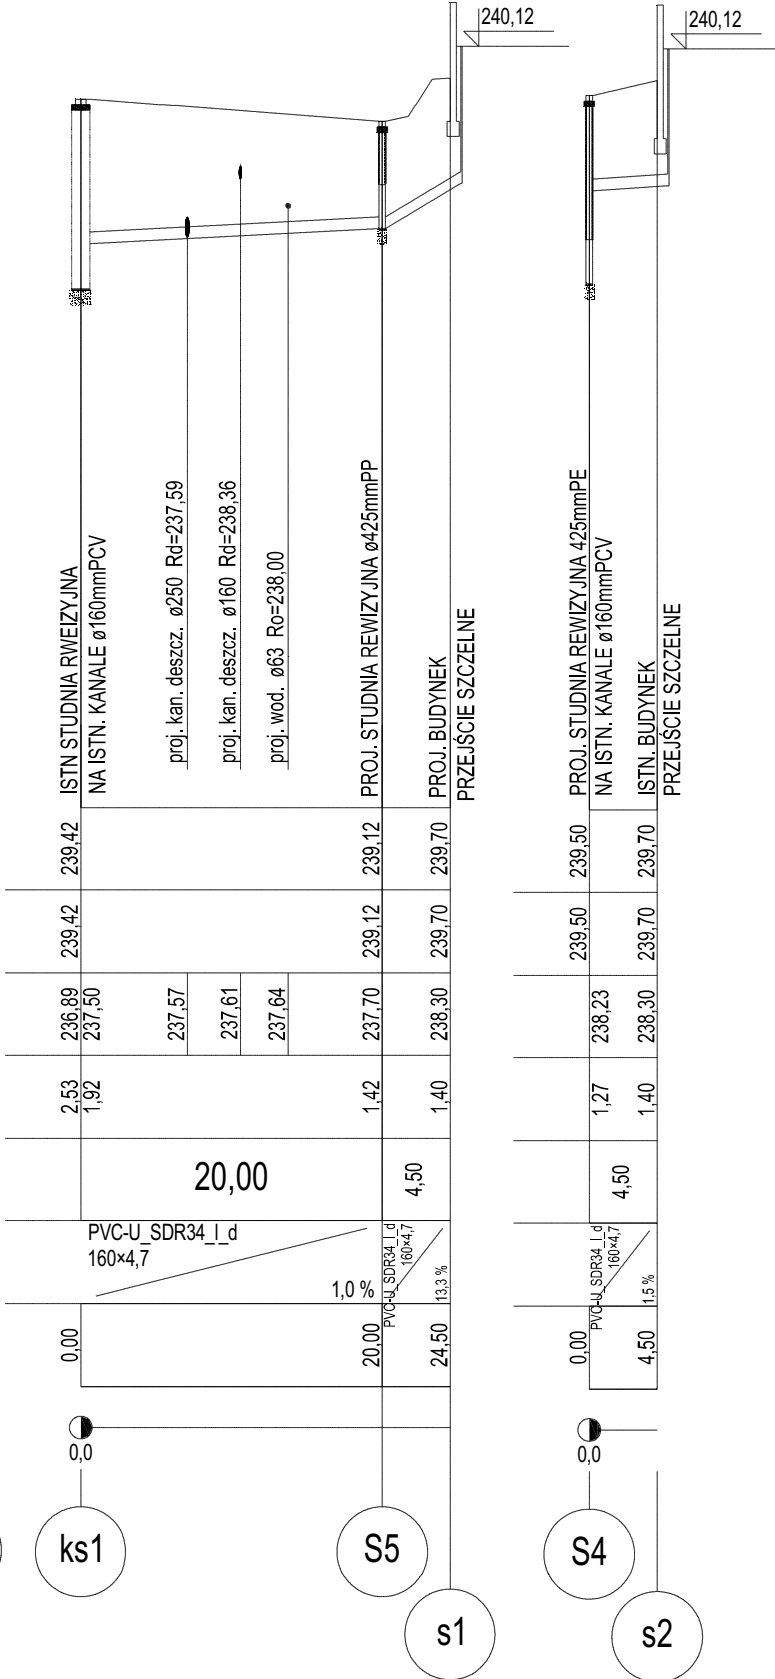 240,12
240,12
ISTN STUDNIA RWEIZYJNA
NA ISTN. KANALE ø160mmPCV
proj. kan. deszcz. ø250 Rd=237,59
proj. kan. deszcz. ø160 Rd=238,36
proj. wod. ø63 Ro=238,00
PROJ. STUDNIA REWIZYJNA ø425mmPP
PROJ. BUDYNEK
PRZEJŚCIE SZCZELNE
PROJ. STUDNIA REWIZYJNA 425mmPE
NA ISTN. KANALE ø160mmPCV
ISTN. BUDYNEK
PRZEJŚCIE SZCZELNE
239,42
239,12
239,70
239,50
239,70
239,42
239,12
239,70
239,50
239,70
236,89
237,50
237,57
237,61
237,64
237,70
238,30
238,23
238,30
2,53
1,92
1,42
1,40
1,27
1,40
20,00
4,50
4,50
PVC-U_SDR34_l_d
160×4,7
1,0 %
PVC-U_SDR34_l_d
160×4,7
13,3 %
PVC-U_SDR34_l_d
160×4,7
1,5 %
0,00
20,00
24,50
0,00
4,50
0,0
0,0
ks1
S5
S4
s1
s2